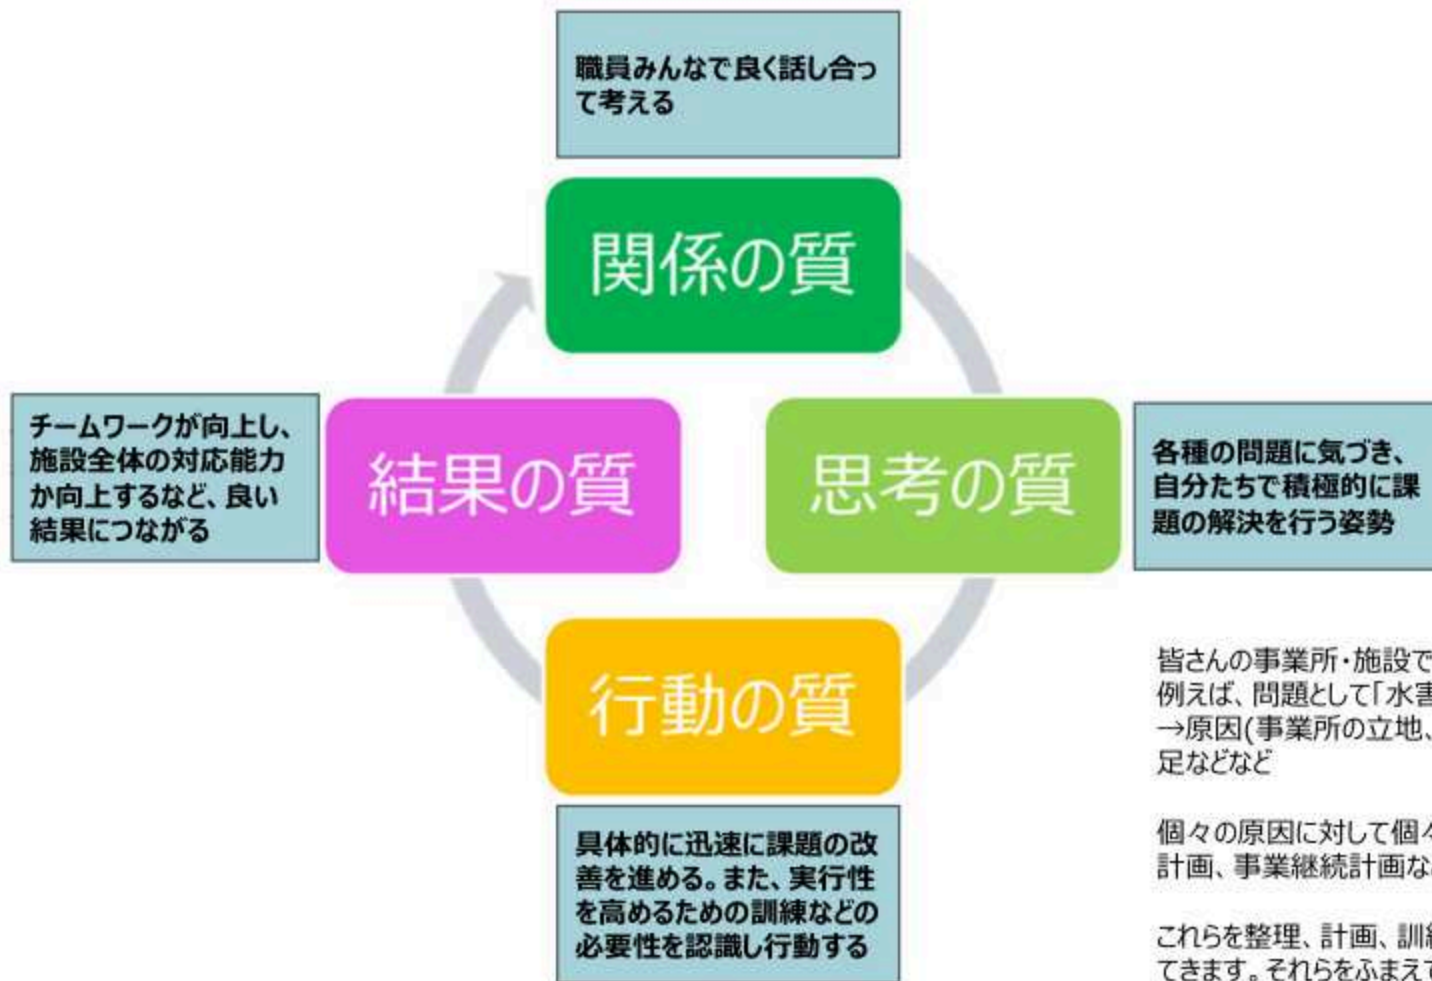 職員みんなで良く話し合っ
て考える
関係の質
チームワークが向上し、
施設全体の対応能力
か向上するなど、良い
結果につながる
結果の質
思考の質
各種の問題に気づき、
自分たちで積極的に課
題の解決を行う姿勢
行動の質
具体的に迅速に課題の改
善を進める。また、実行性
を高めるための訓練などの
必要性を認識し行動する
皆さんの事業所・施設で
例えば、問題として「水害
→原因(事業所の立地、
足などなど
個々の原因に対して個々
計画、事業継続計画な
これらを整理、計画、訓練
てきます。それらをふまえて